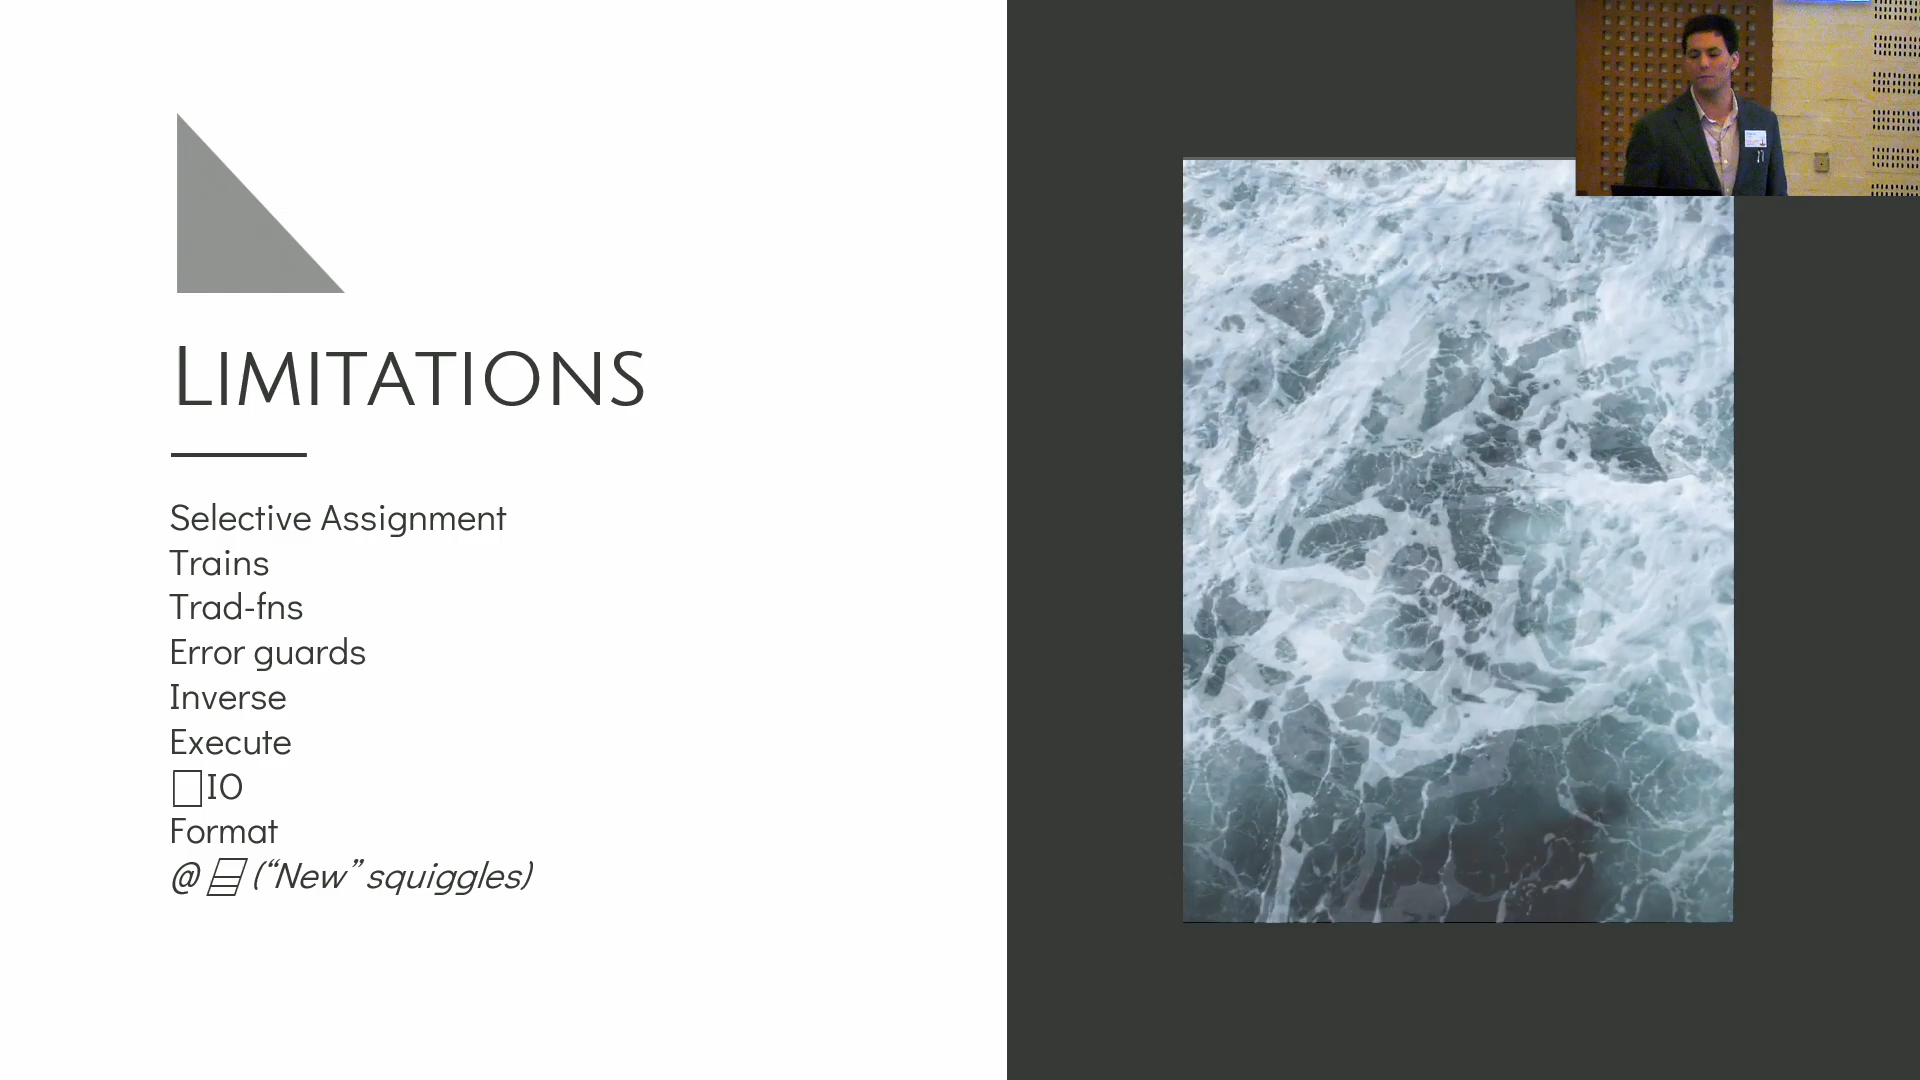 LIMITATIONS
Selective Assignment
Trains
Trad-fns
Error guards
Inverse
Execute
⎕IO
Format
@ ⌸ (“New” squiggles)